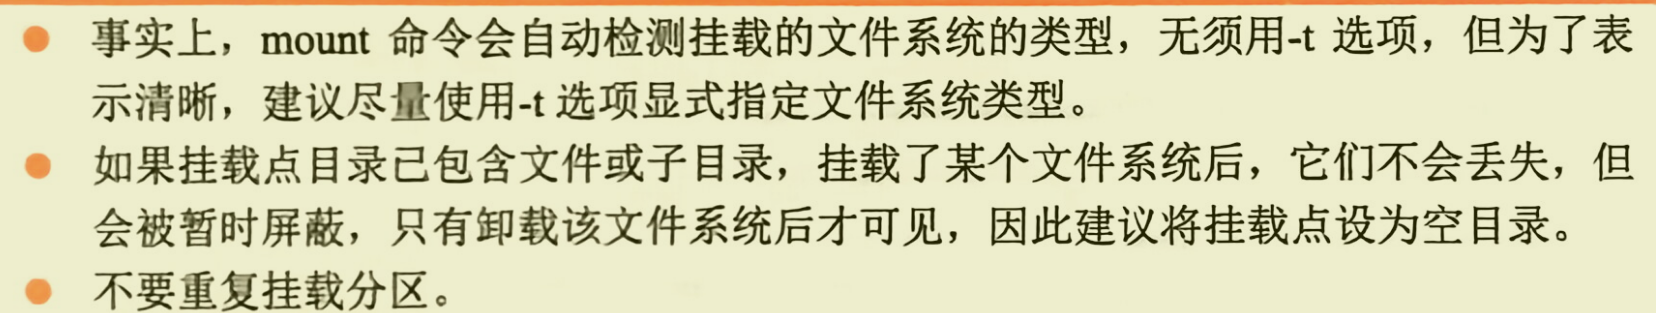 ● 事实上，mount 命令会自动检测挂载的文件系统的类型，无须用-t 选项，但为了表
示清晰，建议尽量使用-t 选项显式指定文件系统类型。
● 如果挂载点目录已包含文件或子目录，挂载了某个文件系统后，它们不会丢失，但
会被暂时屏蔽，只有卸载该文件系统后才可见，因此建议将挂载点设为空目录。
● 不要重复挂载分区。